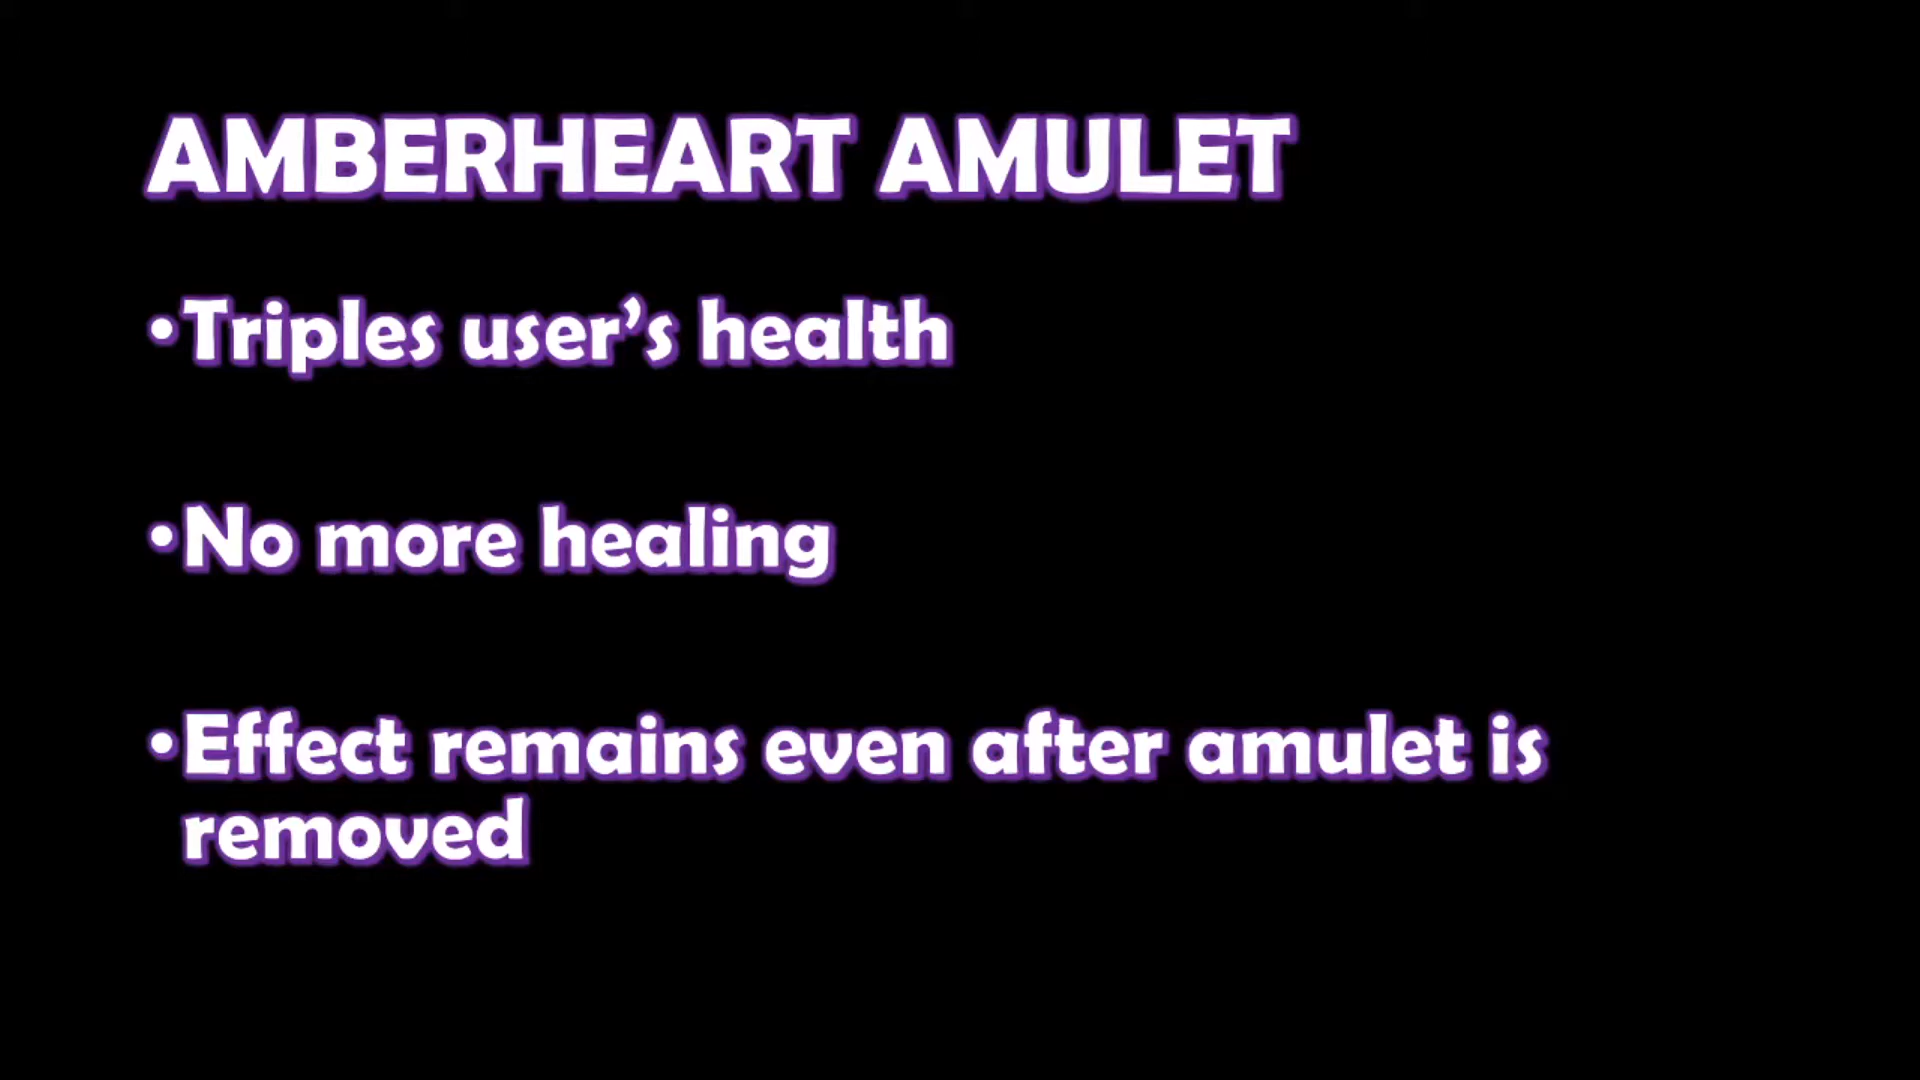 AMBERHEART AMULET
•Triples user’s health
•No more healing
•Effect remains even after amulet is
removed